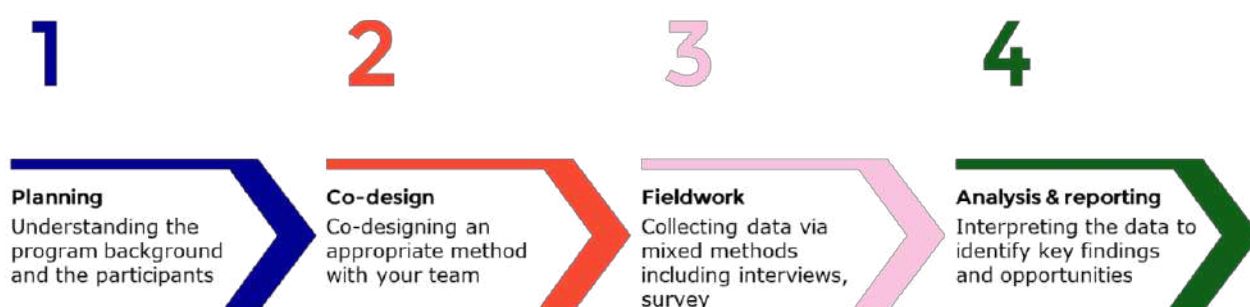 1
2
3
4
Planning
Understanding the
program background
and the participants
Co-design
Co-designing an
appropriate method
with your team
Fieldwork
Collecting data via
mixed methods
including interviews,
survey
Analysis & reporting
Interpreting the data to
identify key findings
and opportunities